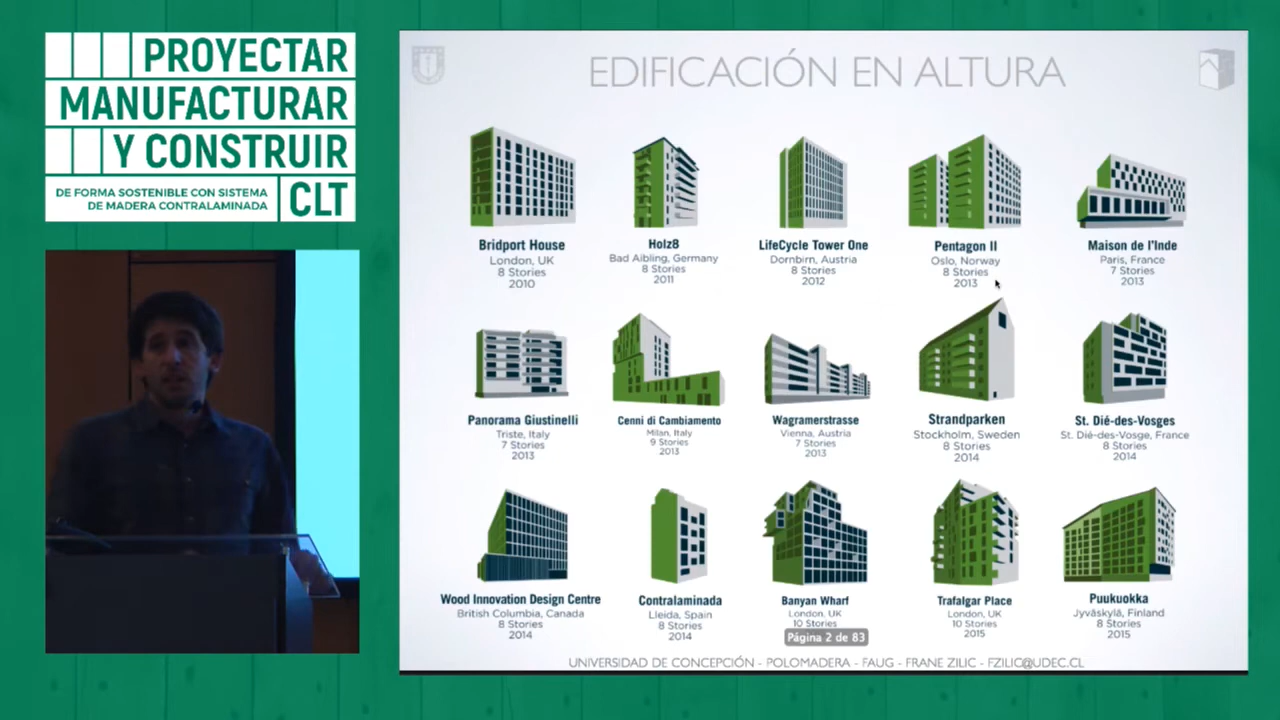 PROYECTAR
MANUFACTURAR
Y CONSTRUIR
DE FORMA SOSTENIBLE CON SISTEMA
DE MADERA CONTRALAMINADA
CLT
EDIFICACIÓN EN ALTURA
Bridport House
London, UK
8 Stories
2010
Holz8
Bad Aibling, Germany
8 Stories
2011
LifeCycle Tower One
Dornbirn, Austria
8 Stories
2012
Pentagon II
Oslo, Norway
8 Stories
2013
Maison de l'Inde
Paris, France
7 Stories
2013
Panorama Giustinelli
Triste, Italy
7 Stories
2013
Cenni di Cambiamento
Milan, Italy
9 Stories
2013
Wagramerstrasse
Vienna, Austria
7 Stories
2013
Strandparken
Stockholm, Sweden
8 Stories
2014
St. Dié-des-Vosges
St. Dié-des-Vosge, France
8 Stories
2014
Wood Innovation Design Centre
British Columbia, Canada
8 Stories
2014
Contralaminada
Lleida, Spain
8 Stories
2014
Banyan Wharf
London, UK
10 Stories
Página 2 de 83
Trafalgar Place
London, UK
10 Stories
2015
Puukuokka
Jyväskylä, Finland
8 Stories
2015
UNIVERSIDAD DE CONCEPCIÓN - POLOMADERA - FAUG - FRANE ZILIC - FZILIC@UDEC.CL